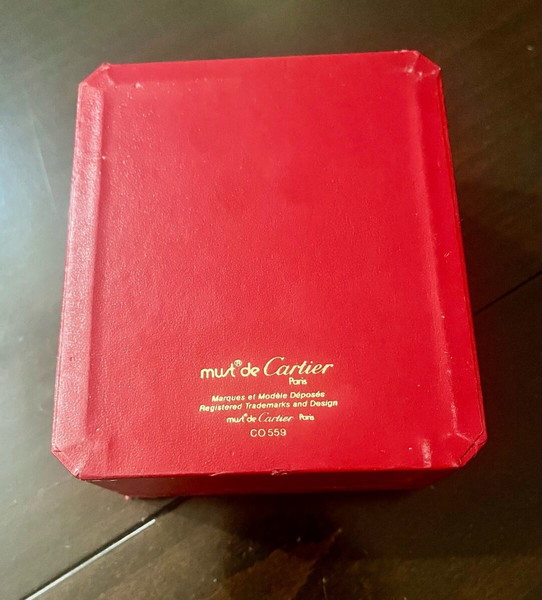 must® de Cartier
Paris
Marques et Modèle Déposés
Registered Trademarks and Design
must® de Cartier Paris
CO 559